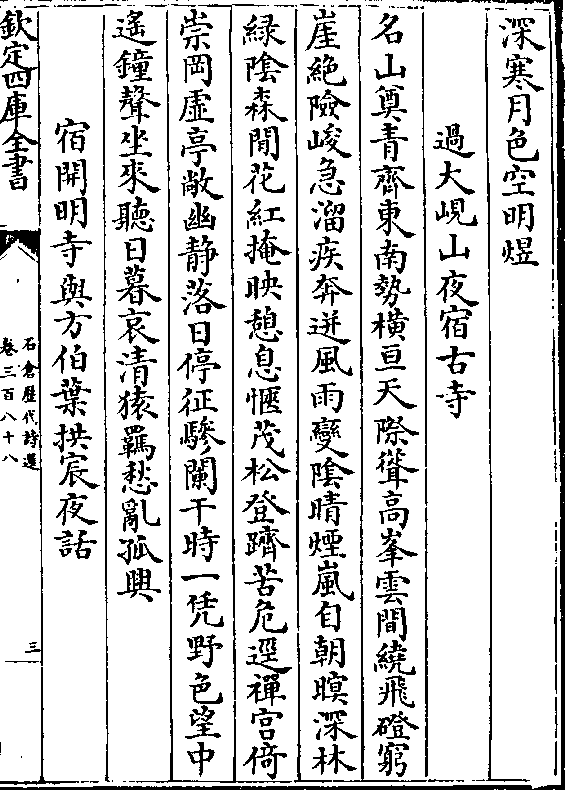 深寒月色空明煜
過大峴山夜宿古寺
名山奠青齊東南勢橫亘天際聳高峯雲間繞飛磴窮
崖絶險峻急溜疾奔迸風雨變陰晴煙嵐自朝暝深林
緑陰森閒花紅掩映憩息愜茂松登躋苦危逕禪宫倚
崇岡虛亭敞幽静落日停征驂闌干時一凭野色望中
遙鐘聲坐來聽日暮哀清猿羈愁亂孤興
宿開明寺與方伯葉拱宸夜話
欽定四庫全書
石倉歷代詩選
卷三百八十八
三